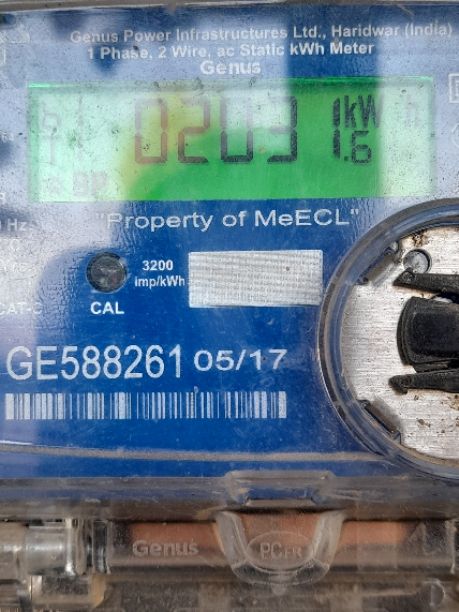 Genus Power Infrastructures Ltd., Haridwar (India)
1 Phase, 2 Wire, ac Static kWh Meter
Genus
02031 kW h
1.6
"Property of MeECL"
3200
imp/kWh
CAL
GE588261 05/17
Genus